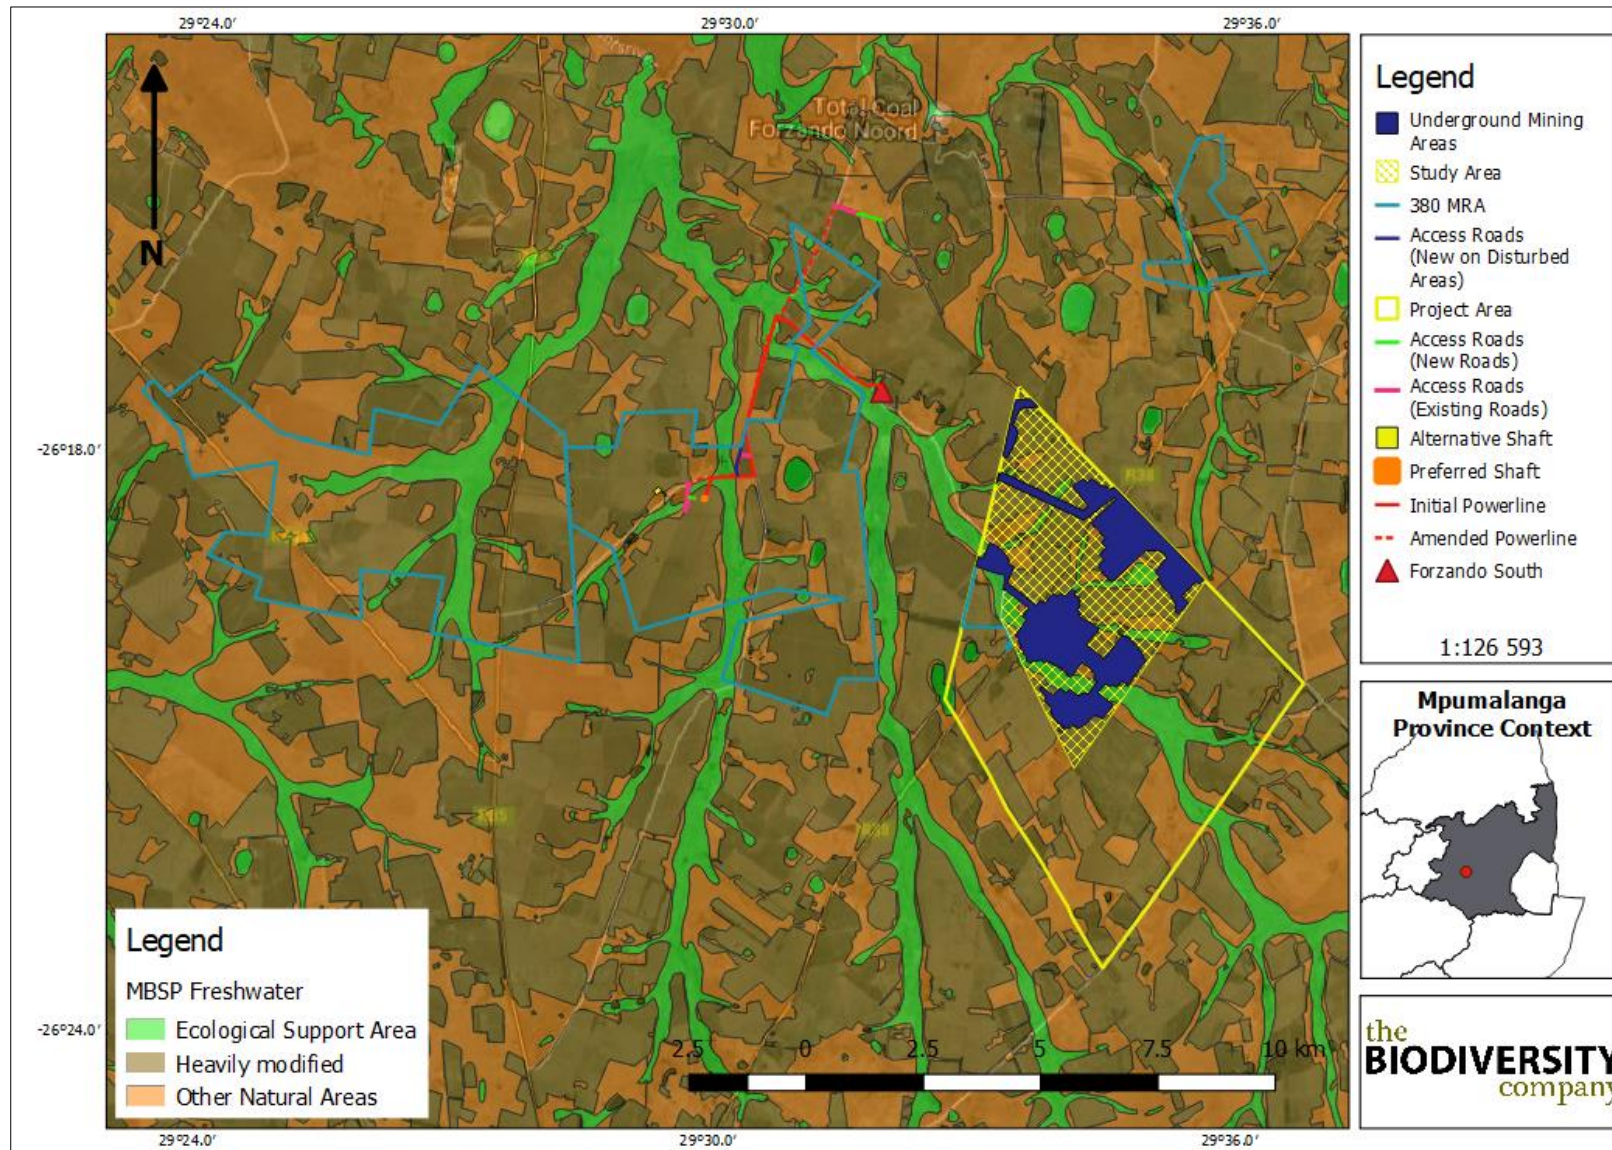 29°24.0′ 29°30.0′ 29°36.0′
Total Coal
Forzando Noord
N
-26°18.0′
-26°24.0′
R38
2.5 0 2.5 5 7.5 10 km
29°24.0′ 29°30.0′ 29°36.0′
Legend
MBSP Freshwater
Ecological Support Area
Heavily modified
Other Natural Areas
Legend
Underground Mining
Areas
Study Area
380 MRA
Access Roads
(New on Disturbed
Areas)
Project Area
Access Roads
(New Roads)
Access Roads
(Existing Roads)
Alternative Shaft
Preferred Shaft
Initial Powerline
Amended Powerline
Forzando South
1:126 593
Mpumalanga
Province Context
the
BIODIVERSITY
company